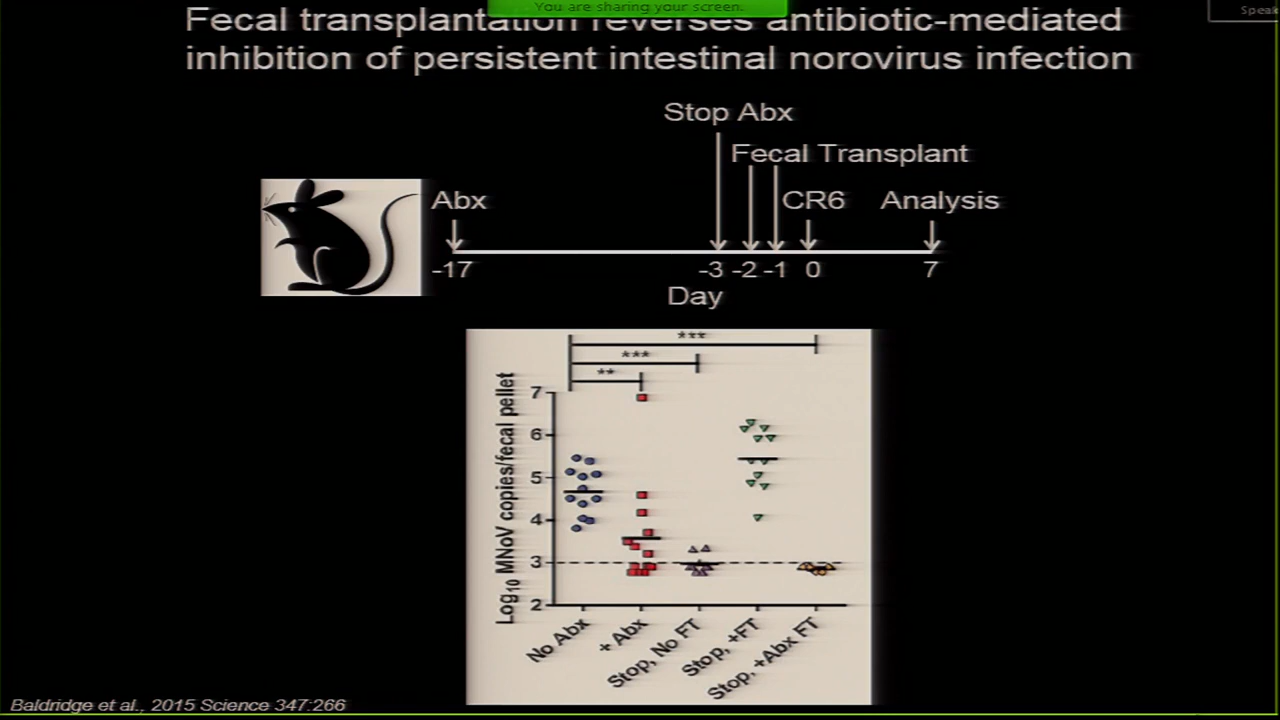 You are sharing your screen.
Speak
Fecal transplantation reverses antibiotic-mediated
inhibition of persistent intestinal norovirus infection
Stop Abx
Fecal Transplant
Abx
CR6
Analysis
-17
-3
-2
-1
0
7
Day
***
***
**
Log10 MNoV copies/fecal pellet
7
6
5
4
3
2
No Abx
+ Abx
Stop, No FT
Stop, +FT
Stop, +Abx FT
Baldridge et al., 2015 Science 347:266